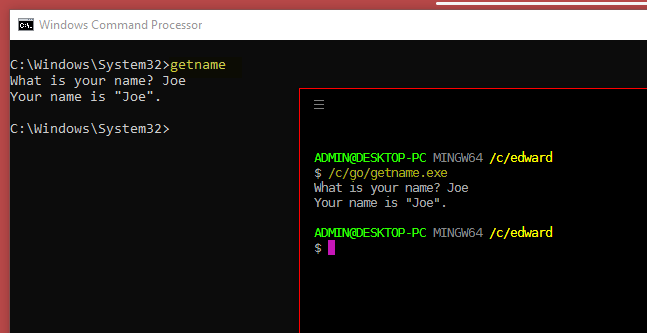 Windows Command Processor
C:\Windows\System32>getname
What is your name? Joe
Your name is "Joe".
C:\Windows\System32>
ADMIN@DESKTOP-PC MINGW64 /c/edward
$ /c/go/getname.exe
What is your name? Joe
Your name is "Joe".
ADMIN@DESKTOP-PC MINGW64 /c/edward
$